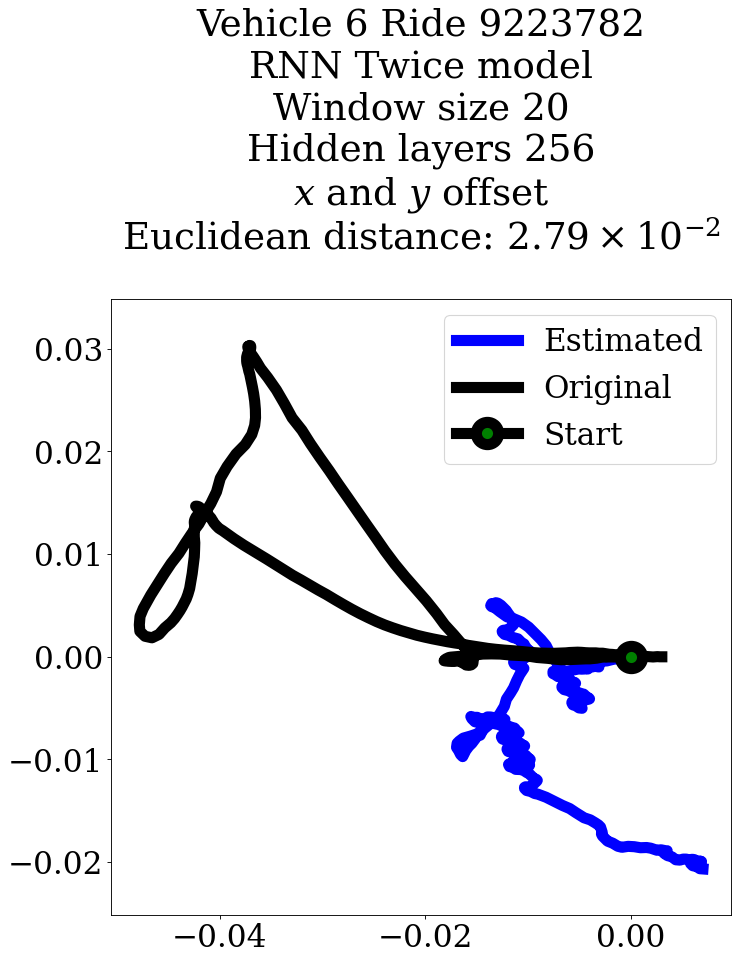 Vehicle 6 Ride 9223782
RNN Twice model
Window size 20
Hidden layers 256
x and y offset
Euclidean distance: 2.79 × 10⁻²
Estimated
Original
Start
0.03
0.02
0.01
0.00
−0.01
−0.02
−0.04
−0.02
0.00